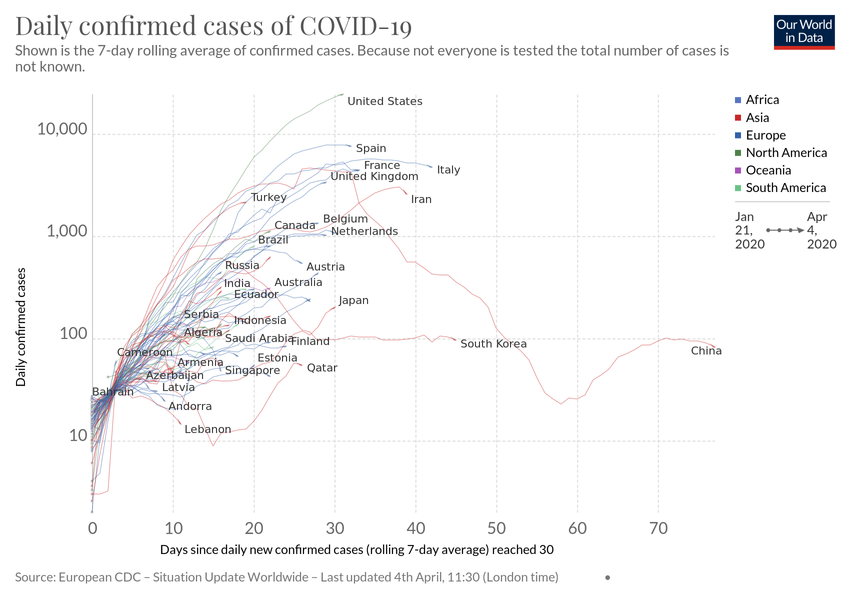 Daily confirmed cases of COVID-19
Our World
in Data
Shown is the 7-day rolling average of confirmed cases. Because not everyone is tested the total number of cases is
not known.
Africa
Asia
Europe
North America
Oceania
South America
Jan
21,
2020
Apr
4,
2020
Daily confirmed cases
10,000
1,000
100
10
United States
Spain
France
Italy
United Kingdom
Iran
Turkey
Belgium
Canada
Netherlands
Brazil
Russia
Austria
India
Australia
Ecuador
Japan
Serbia
Indonesia
Algeria
Saudi Arabia
Finland
South Korea
China
Cameroon
Estonia
Armenia
Singapore
Qatar
Azerbaijan
Latvia
Bahrain
Andorra
Lebanon
0 10 20 30 40 50 60 70
Days since daily new confirmed cases (rolling 7-day average) reached 30
Source: European CDC – Situation Update Worldwide – Last updated 4th April, 11:30 (London time)